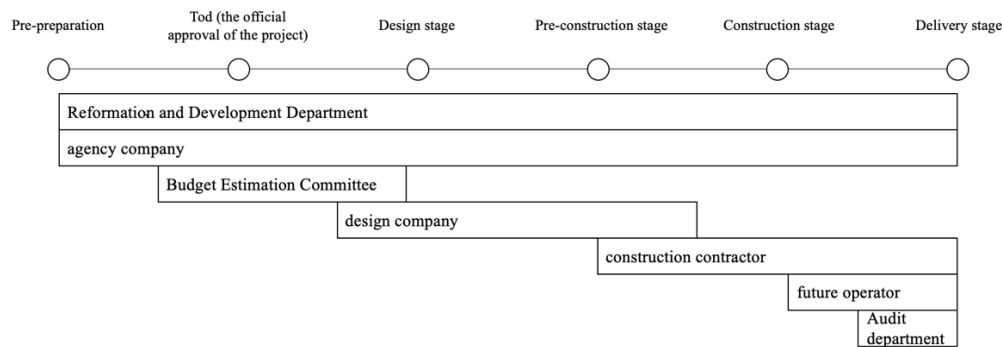 Pre-preparation
Tod (the official
approval of the project)
Design stage
Pre-construction stage
Construction stage
Delivery stage
Reformation and Development Department
agency company
Budget Estimation Committee
design company
construction contractor
future operator
Audit
department